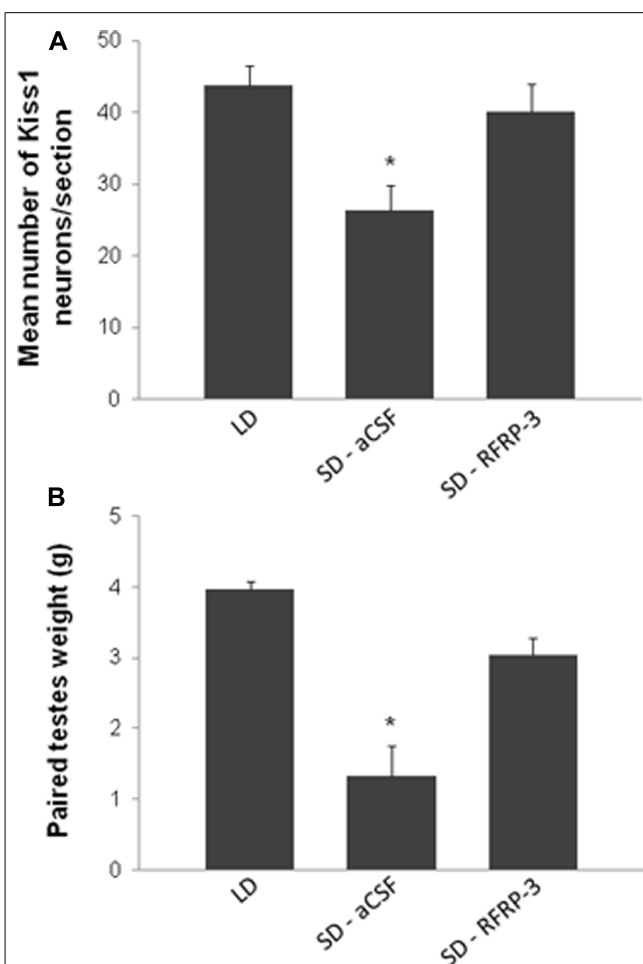 A
50
40
30
20
10
0
Mean number of Kiss1
neurons/section
*
LD
SD - aCSF
SD - RFRP-3
B
5
4
3
2
1
0
Paired testes weight (g)
*
LD
SD - aCSF
SD - RFRP-3